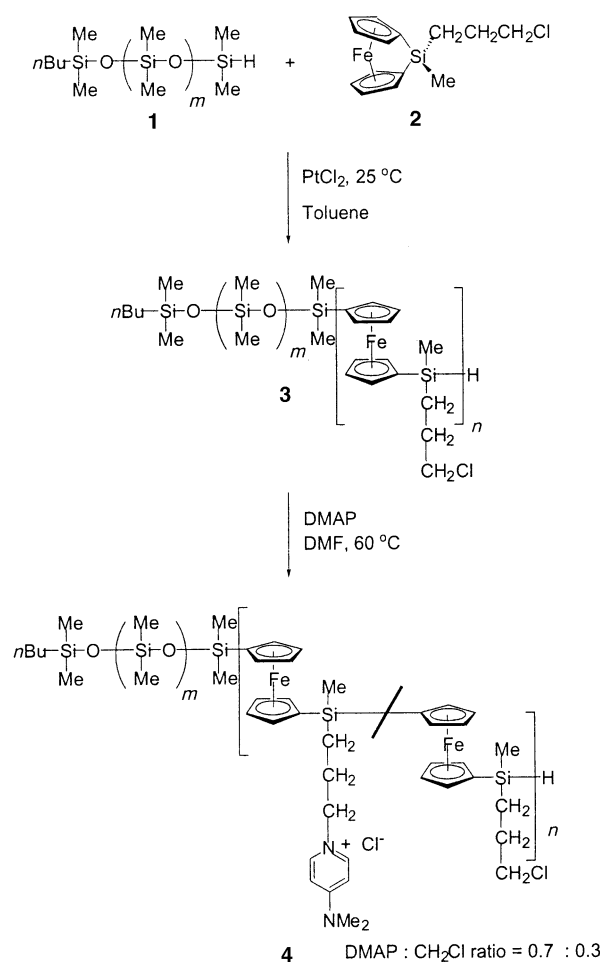 Me Me Me
nBu—Si—O—(Si—O)m—Si—H
Me Me Me
1
+
Fe Si CH2CH2CH2Cl
Me
2
PtCl2, 25 °C
Toluene
Me Me Me
nBu—Si—O—(Si—O)m—Si
Me Me Me
Fe
Me
Si—H
CH2
CH2
CH2Cl
n
3
DMAP
DMF, 60 °C
Me Me Me
nBu—Si—O—(Si—O)m—Si
Me Me Me
Fe
Me
Si
CH2
CH2
CH2
N + Cl-
NMe2
Fe
Me
Si—H
CH2
CH2
CH2Cl
n
4 DMAP : CH2Cl ratio = 0.7 : 0.3